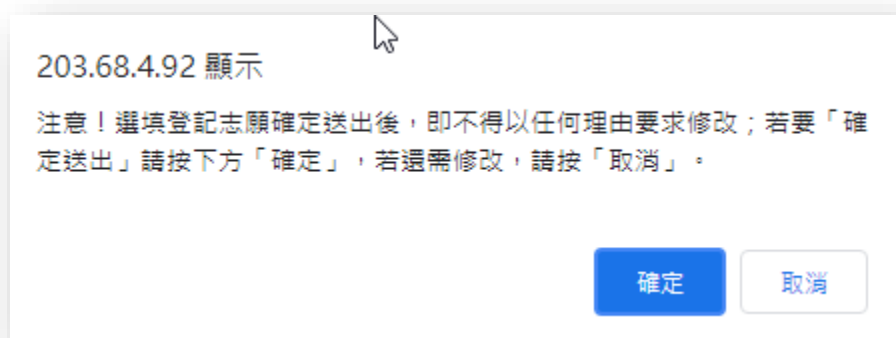 203.68.4.92 顯示
注意！選填登記志願確定送出後，即不得以任何理由要求修改；若要「確
定送出」請按下方「確定」，若還需修改，請按「取消」。
確定
取消